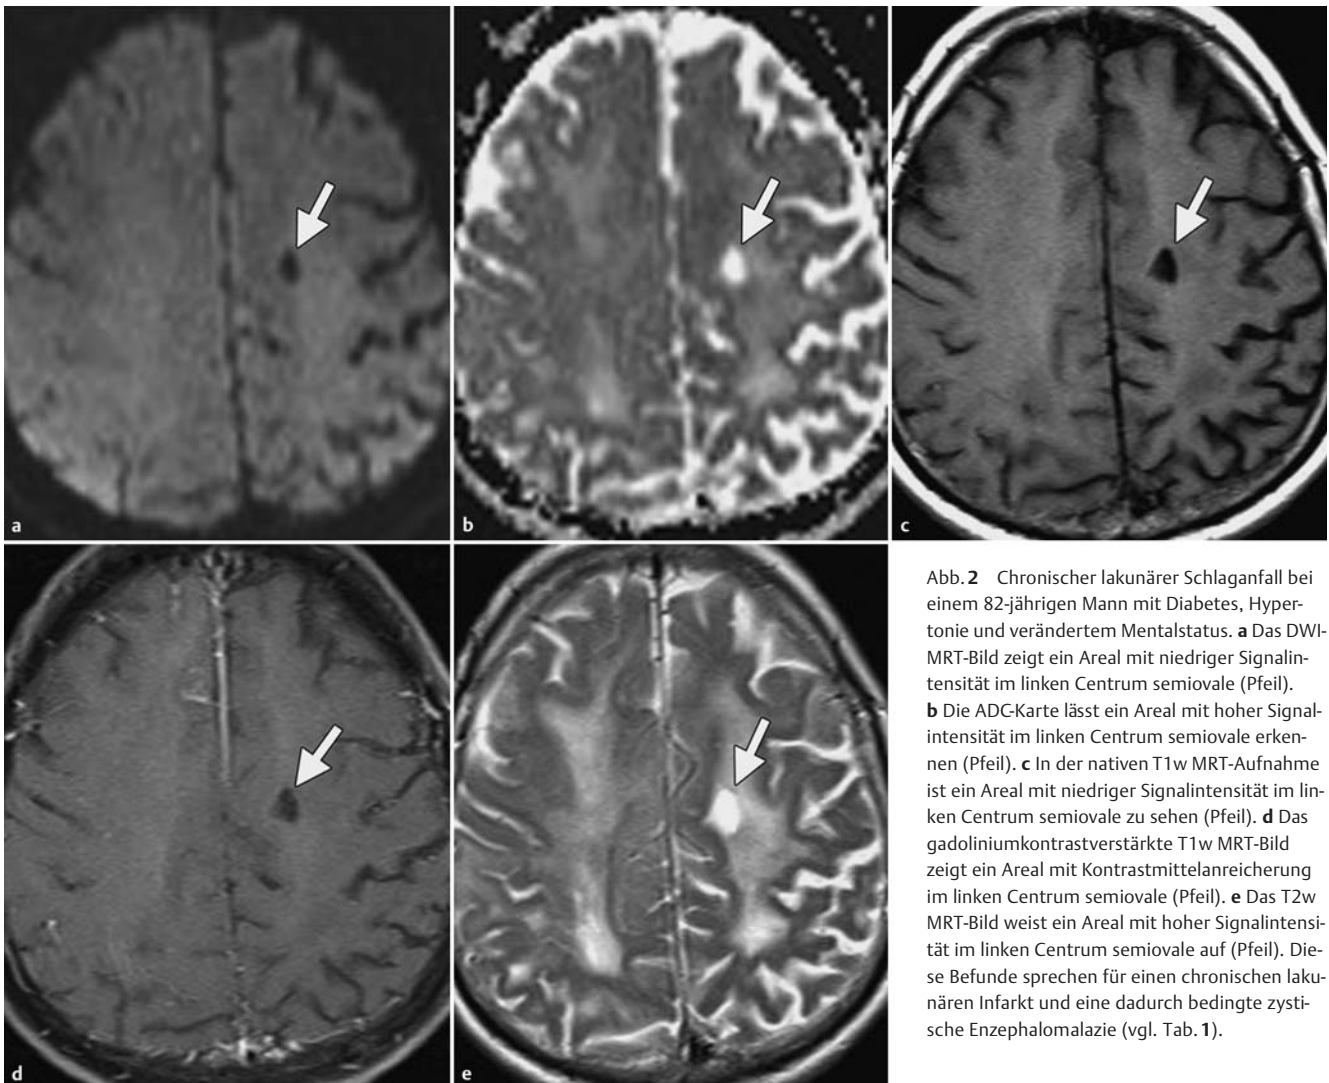 a
b
c
d
e
Abb. 2 Chronischer lakunärer Schlaganfall bei
einem 82-jährigen Mann mit Diabetes, Hyper-
tonie und verändertem Mentalstatus. a Das DWI-
MRT-Bild zeigt ein Areal mit niedriger Signalin-
tensität im linken Centrum semiovale (Pfeil).
b Die ADC-Karte lässt ein Areal mit hoher Signal-
intensität im linken Centrum semiovale erken-
nen (Pfeil). c In der nativen T1w MRT-Aufnahme
ist ein Areal mit niedriger Signalintensität im lin-
ken Centrum semiovale zu sehen (Pfeil). d Das
gadoliniumkontrastverstärkte T1w MRT-Bild
zeigt ein Areal mit Kontrastmittelanreicherung
im linken Centrum semiovale (Pfeil). e Das T2w
MRT-Bild weist ein Areal mit hoher Signalintensi-
tät im linken Centrum semiovale auf (Pfeil). Die-
se Befunde sprechen für einen chronischen laku-
nären Infarkt und eine dadurch bedingte zysti-
sche Enzephalomalazie (vgl. Tab. 1).